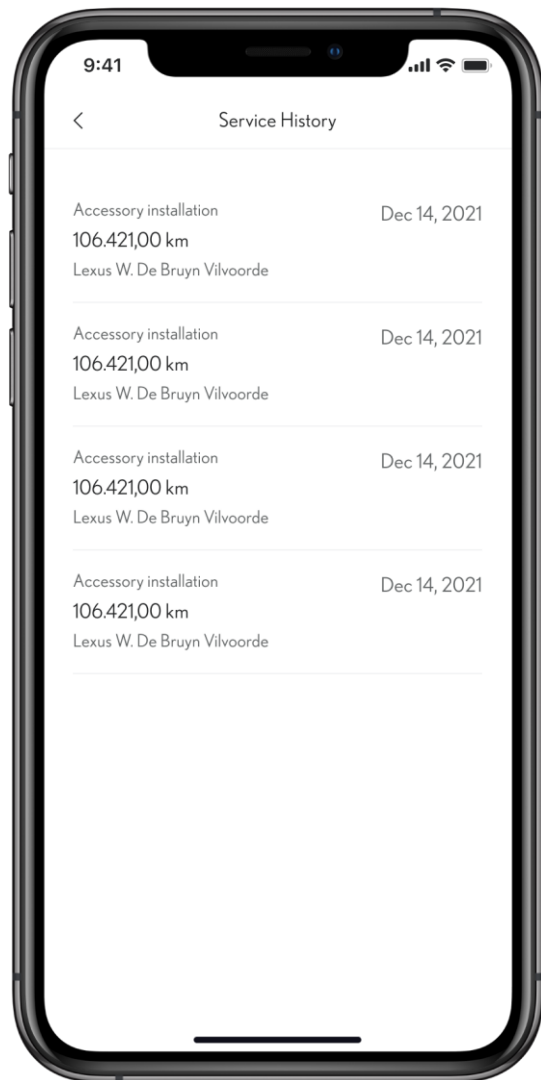 9:41
Service History
Accessory installation
Dec 14, 2021
106.421,00 km
Lexus W. De Bruyn Vilvoorde
Accessory installation
Dec 14, 2021
106.421,00 km
Lexus W. De Bruyn Vilvoorde
Accessory installation
Dec 14, 2021
106.421,00 km
Lexus W. De Bruyn Vilvoorde
Accessory installation
Dec 14, 2021
106.421,00 km
Lexus W. De Bruyn Vilvoorde